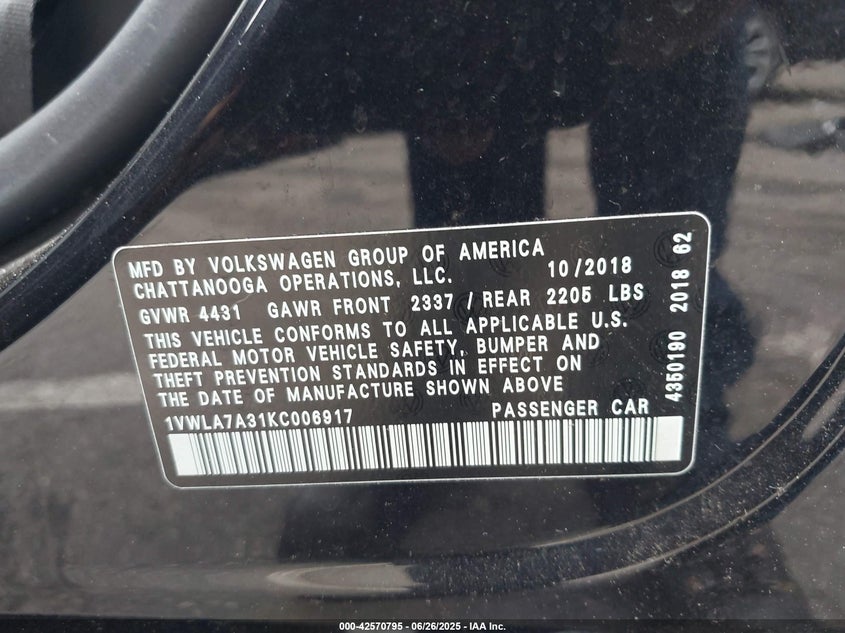 MFD BY VOLKSWAGEN GROUP OF AMERICA
CHATTANOOGA OPERATIONS, LLC. 10/2018
GVWR 4431 GAWR FRONT 2337 / REAR 2205 LBS
THIS VEHICLE CONFORMS TO ALL APPLICABLE U.S.
FEDERAL MOTOR VEHICLE SAFETY, BUMPER AND
THEFT PREVENTION STANDARDS IN EFFECT ON
THE DATE OF MANUFACTURE SHOWN ABOVE
1VWLA7A31KC006917 PASSENGER CAR
4350190 2018 62
000-42570795 - 06/26/2025 - IAA Inc.